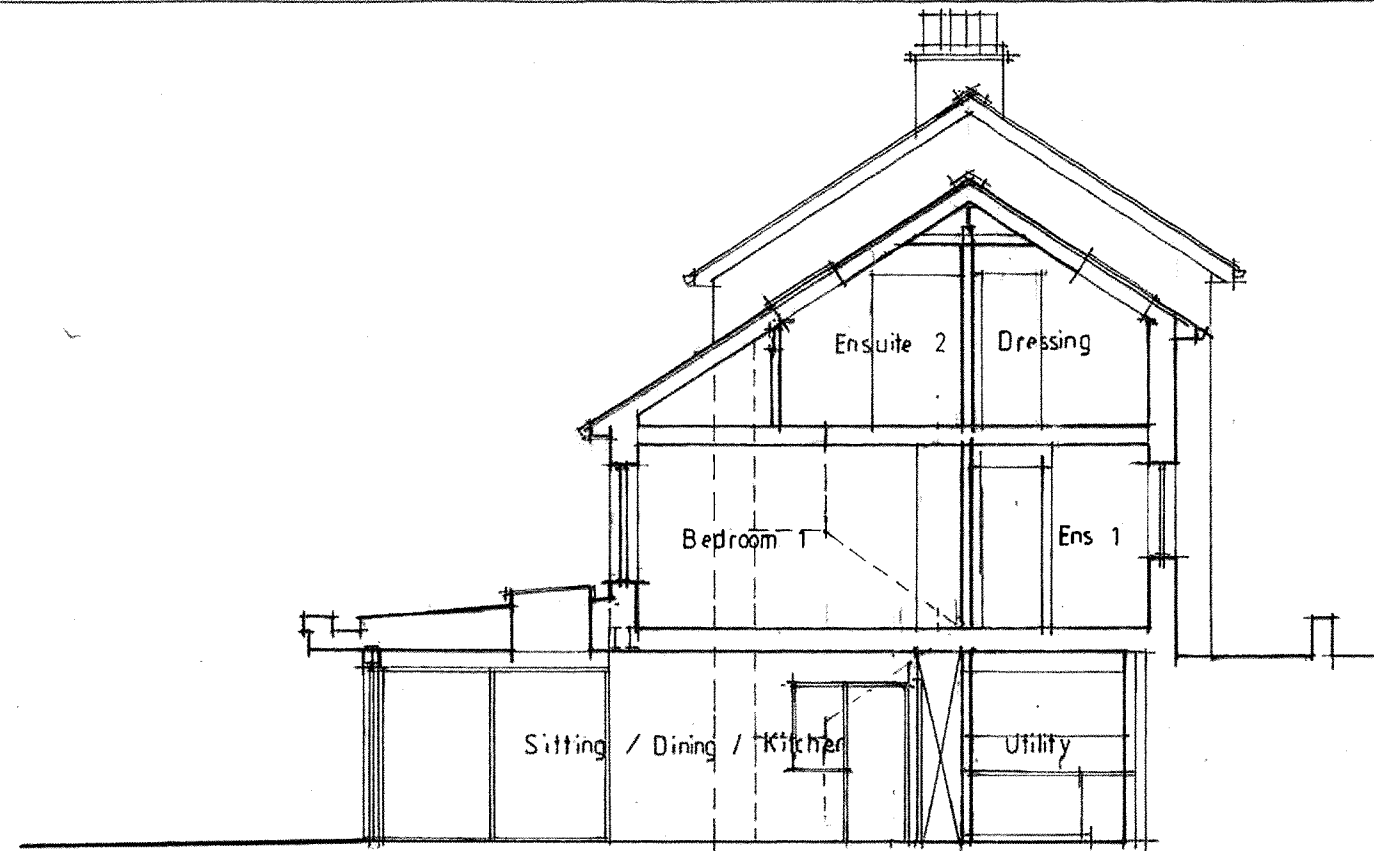 Ensuite 2
Dressing
Bedroom 1
Ens 1
Sitting / Dining / Kitchen
Utility